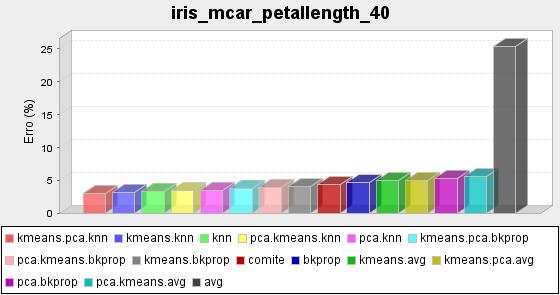 iris_mcar_petallength_40
25
20
15
10
5
0
Erro (%)
kmeans.pca.knn kmeans.knn knn pca.kmeans.knn pca.knn kmeans.pca.bkprop
pca.kmeans.bkprop kmeans.bkprop comite bkprop kmeans.avg kmeans.pca.avg
pca.bkprop pca.kmeans.avg avg